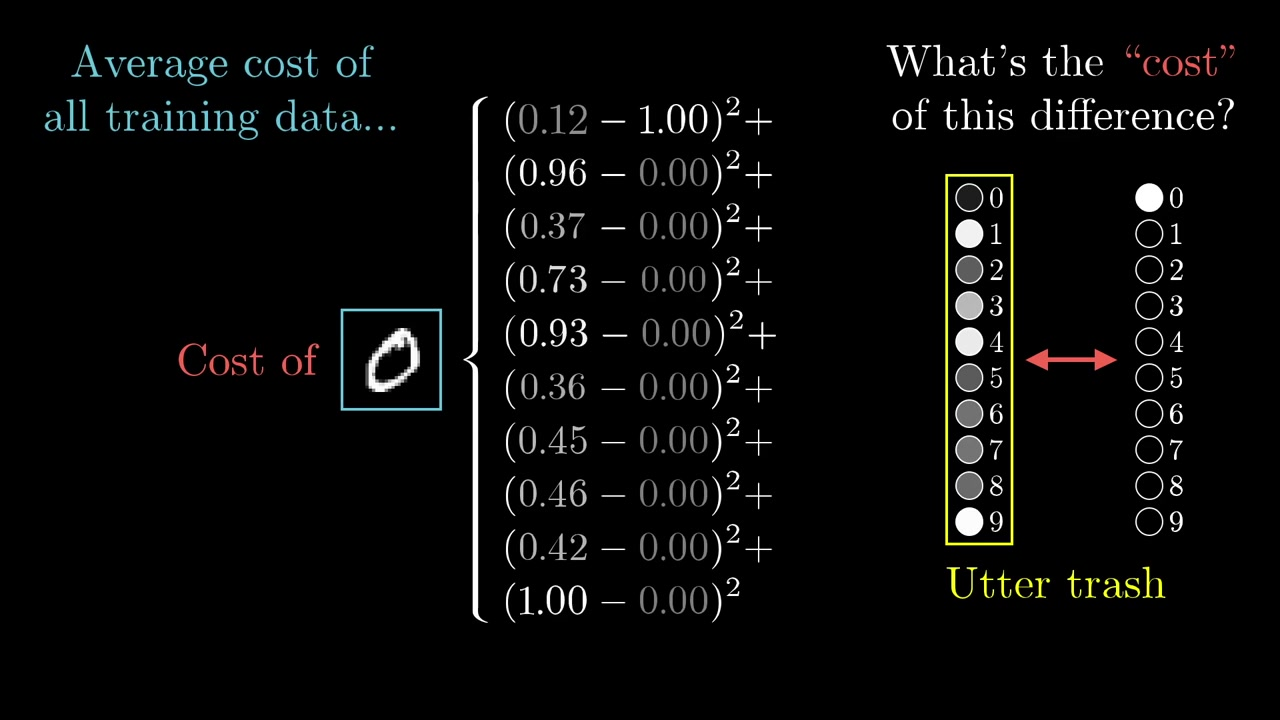 Average cost of
all training data...
What's the “cost”
of this difference?
Cost of
(0.12 − 1.00)²+
(0.96 − 0.00)²+
(0.37 − 0.00)²+
(0.73 − 0.00)²+
(0.93 − 0.00)²+
(0.36 − 0.00)²+
(0.45 − 0.00)²+
(0.46 − 0.00)²+
(0.42 − 0.00)²+
(1.00 − 0.00)²
0
1
2
3
4
5
6
7
8
9
0
1
2
3
4
5
6
7
8
9
Utter trash